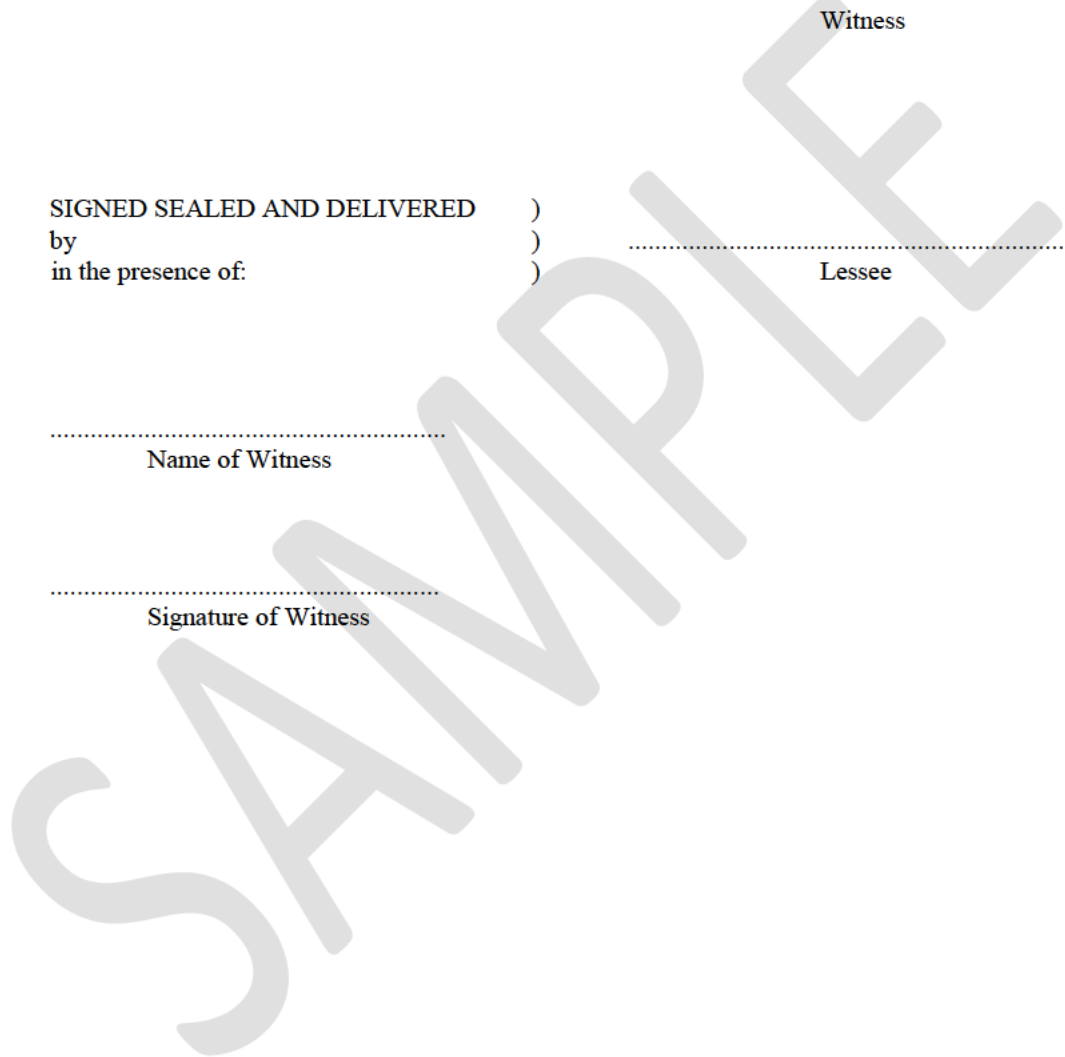 Witness
SIGNED SEALED AND DELIVERED )
by ) ................................................................
in the presence of: ) Lessee
...........................................................
Name of Witness
..........................................................
Signature of Witness
SAMPLE